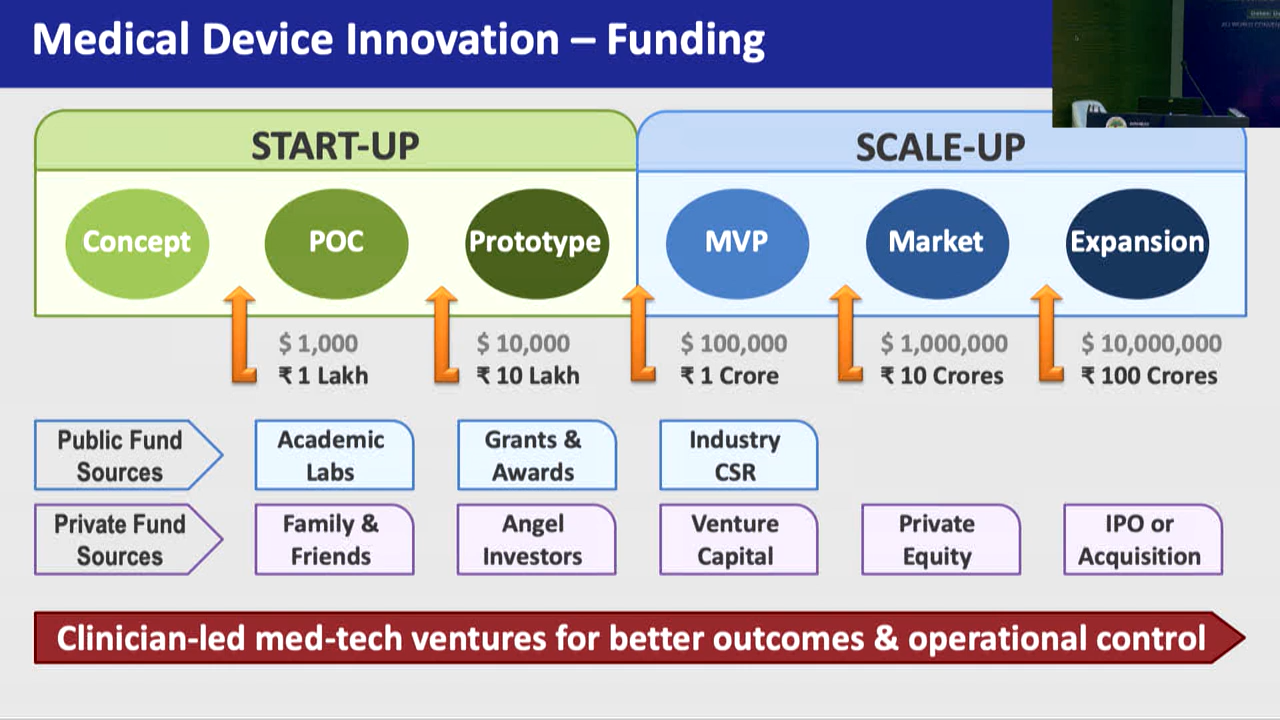 Medical Device Innovation – Funding
START-UP
SCALE-UP
Concept
POC
Prototype
MVP
Market
Expansion
$ 1,000
₹ 1 Lakh
$ 10,000
₹ 10 Lakh
$ 100,000
₹ 1 Crore
$ 1,000,000
₹ 10 Crores
$ 10,000,000
₹ 100 Crores
Public Fund
Sources
Academic
Labs
Grants &
Awards
Industry
CSR
Private Fund
Sources
Family &
Friends
Angel
Investors
Venture
Capital
Private
Equity
IPO or
Acquisition
Clinician-led med-tech ventures for better outcomes & operational control